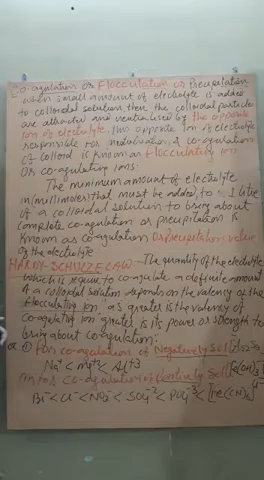 Co-agulation or Flocculation or Precepitation
when small amount of electrolyte is added
to colloidal solution then the colloidal particles
are attracted and neutralised by the opposite
Ion of electrolyte, this opposite ion of electrolyte
responsible for neutralisation & co-agulation
of colloid is known as Flocculating ion
Or co-agulating ions:
The minimum amount of electrolyte
in (millimoles) that must be added to 1 litre
of a colloidal solution to bring about
complete co-agulation or precipitation is
known as co-agulation Or Precipitation value
of the electrolyte
HARDY SCHULZE LAW - The quantity of the electrolyte
which is require to co-agulate a definite amount
of a colloidal solution depends on the valency of the
flocculating ion, as greater is the valency of
co-agulating ion greater is its power or strength to
bring about co-agulation:
① For co-agulation of Negatively Sol
Na⁺ < Mg⁺² < Al⁺³
Co-agulation of Positively Sol [Fe(OH)₃]
Br⁻ < Cl⁻ < NO₃⁻ < SO₄⁻² < PO₄⁻³ < [Fe(CN)₆]⁴⁻